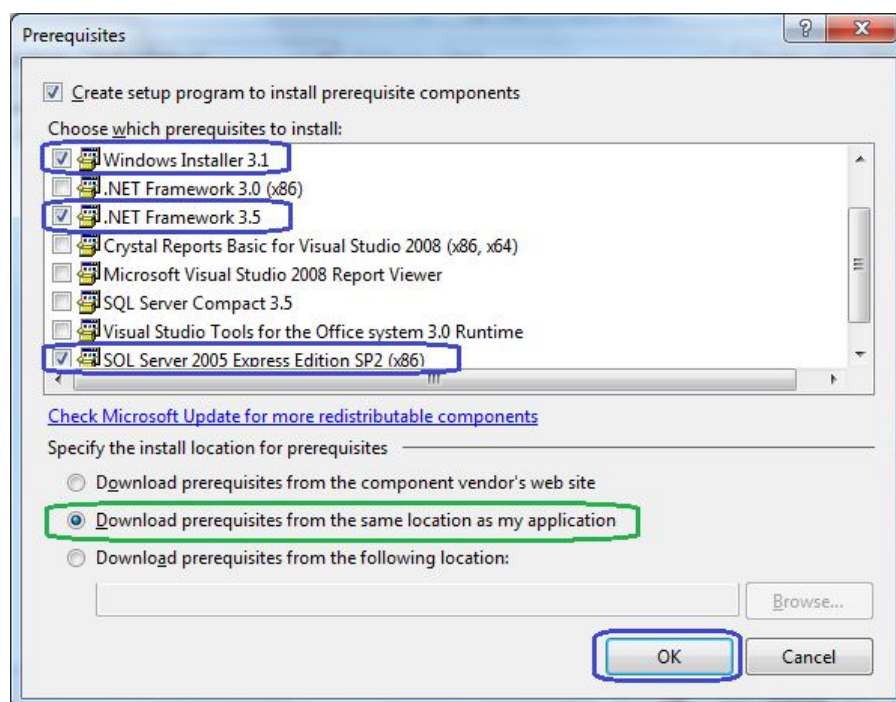 Prerequisites
Create setup program to install prerequisite components
Choose which prerequisites to install:
Windows Installer 3.1
.NET Framework 3.0 (x86)
.NET Framework 3.5
Crystal Reports Basic for Visual Studio 2008 (x86, x64)
Microsoft Visual Studio 2008 Report Viewer
SQL Server Compact 3.5
Visual Studio Tools for the Office system 3.0 Runtime
SQL Server 2005 Express Edition SP2 (x86)
Check Microsoft Update for more redistributable components
Specify the install location for prerequisites
Download prerequisites from the component vendor's web site
Download prerequisites from the same location as my application
Download prerequisites from the following location:
Browse...
OK Cancel